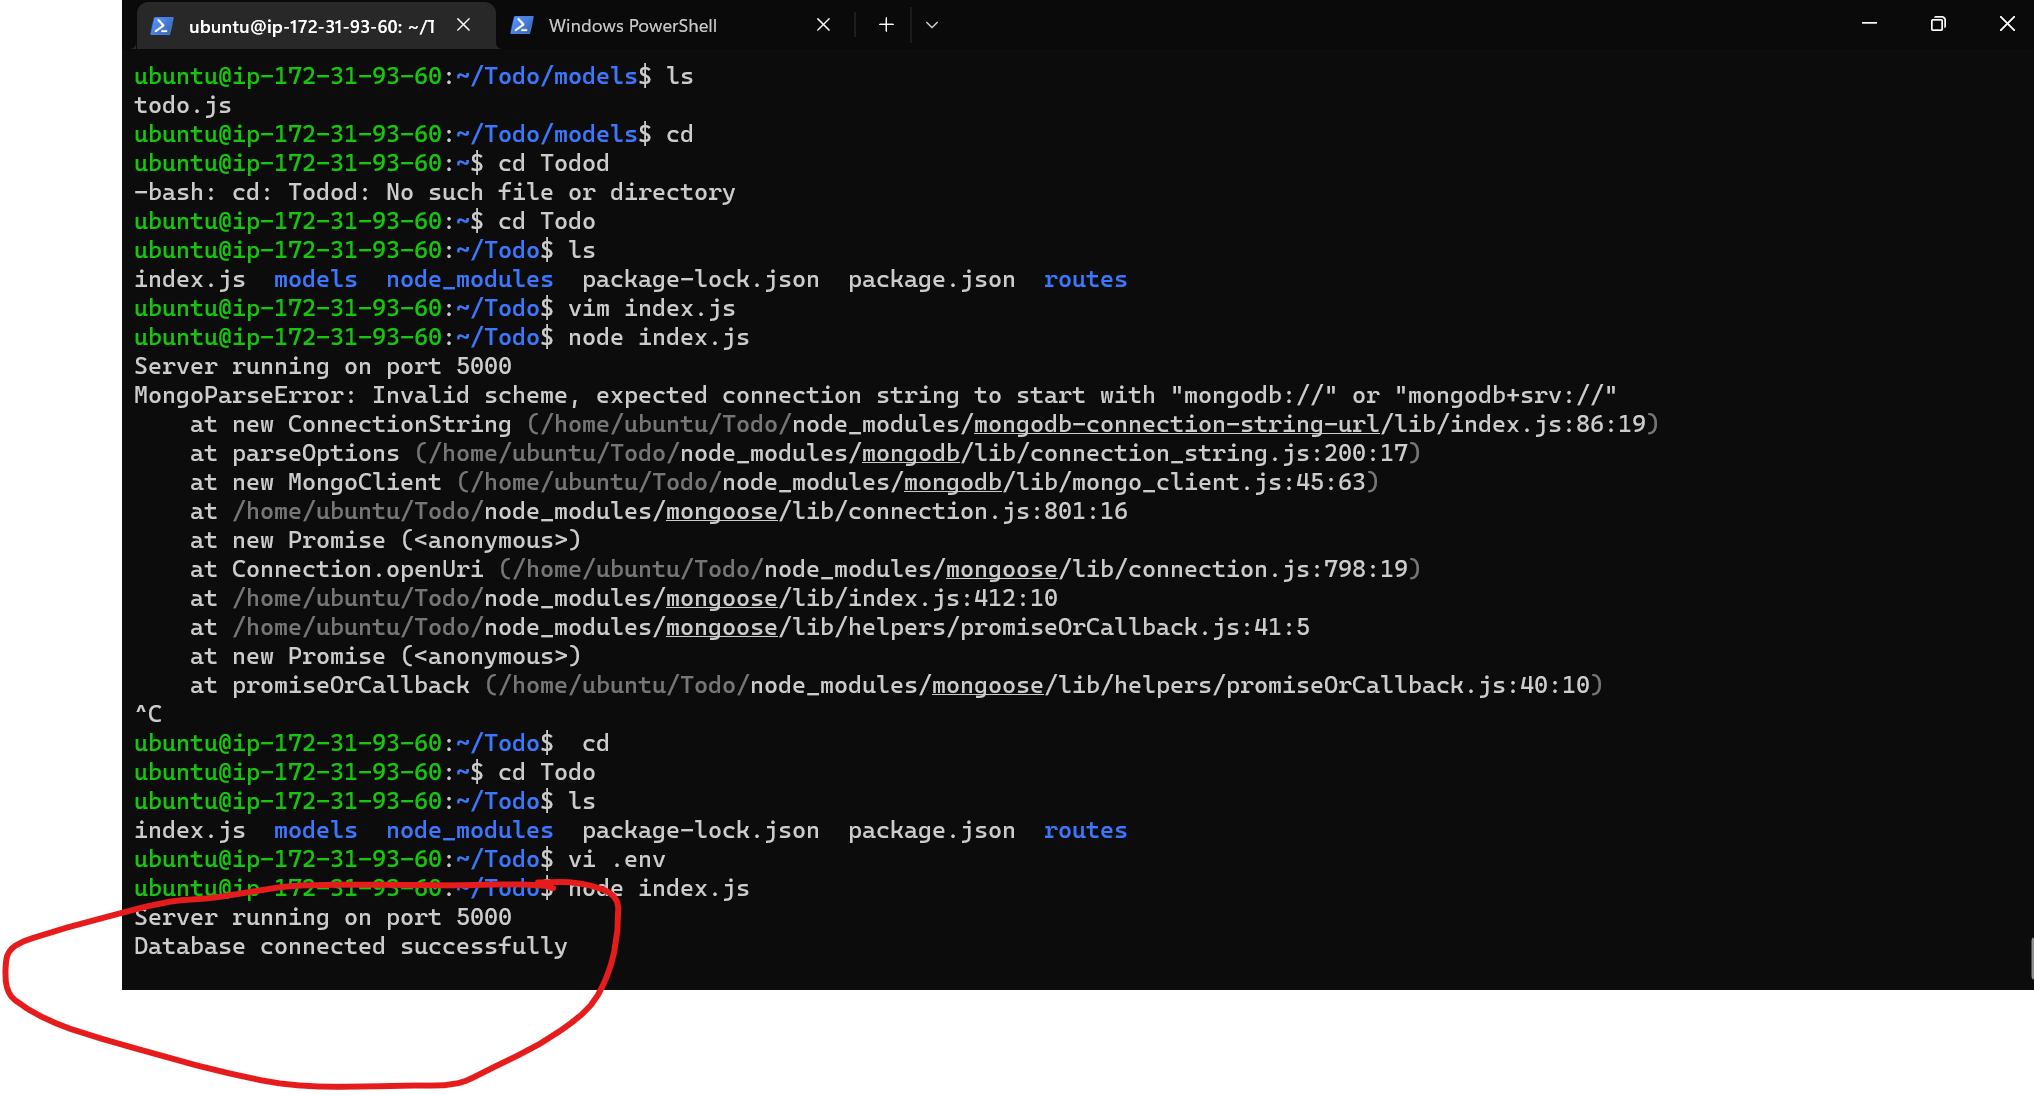 ubuntu@ip-172-31-93-60: ~/T
Windows PowerShell
ubuntu@ip-172-31-93-60:~/Todo/models$ ls
todo.js
ubuntu@ip-172-31-93-60:~/Todo/models$ cd
ubuntu@ip-172-31-93-60:~$ cd Todod
-bash: cd: Todod: No such file or directory
ubuntu@ip-172-31-93-60:~$ cd Todo
ubuntu@ip-172-31-93-60:~/Todo$ ls
index.js  models  node_modules  package-lock.json  package.json  routes
ubuntu@ip-172-31-93-60:~/Todo$ vim index.js
ubuntu@ip-172-31-93-60:~/Todo$ node index.js
Server running on port 5000
MongoParseError: Invalid scheme, expected connection string to start with "mongodb://" or "mongodb+srv://"
    at new ConnectionString (/home/ubuntu/Todo/node_modules/mongodb-connection-string-url/lib/index.js:86:19)
    at parseOptions (/home/ubuntu/Todo/node_modules/mongodb/lib/connection_string.js:200:17)
    at new MongoClient (/home/ubuntu/Todo/node_modules/mongodb/lib/mongo_client.js:45:63)
    at /home/ubuntu/Todo/node_modules/mongoose/lib/connection.js:801:16
    at new Promise (<anonymous>)
    at Connection.openUri (/home/ubuntu/Todo/node_modules/mongoose/lib/connection.js:798:19)
    at /home/ubuntu/Todo/node_modules/mongoose/lib/index.js:412:10
    at /home/ubuntu/Todo/node_modules/mongoose/lib/helpers/promiseOrCallback.js:41:5
    at new Promise (<anonymous>)
    at promiseOrCallback (/home/ubuntu/Todo/node_modules/mongoose/lib/helpers/promiseOrCallback.js:40:10)
^C
ubuntu@ip-172-31-93-60:~/Todo$  cd
ubuntu@ip-172-31-93-60:~$ cd Todo
ubuntu@ip-172-31-93-60:~/Todo$ ls
index.js  models  node_modules  package-lock.json  package.json  routes
ubuntu@ip-172-31-93-60:~/Todo$ vi .env
ubuntu@ip-172-31-93-60:~/Todo$ node index.js
Server running on port 5000
Database connected successfully